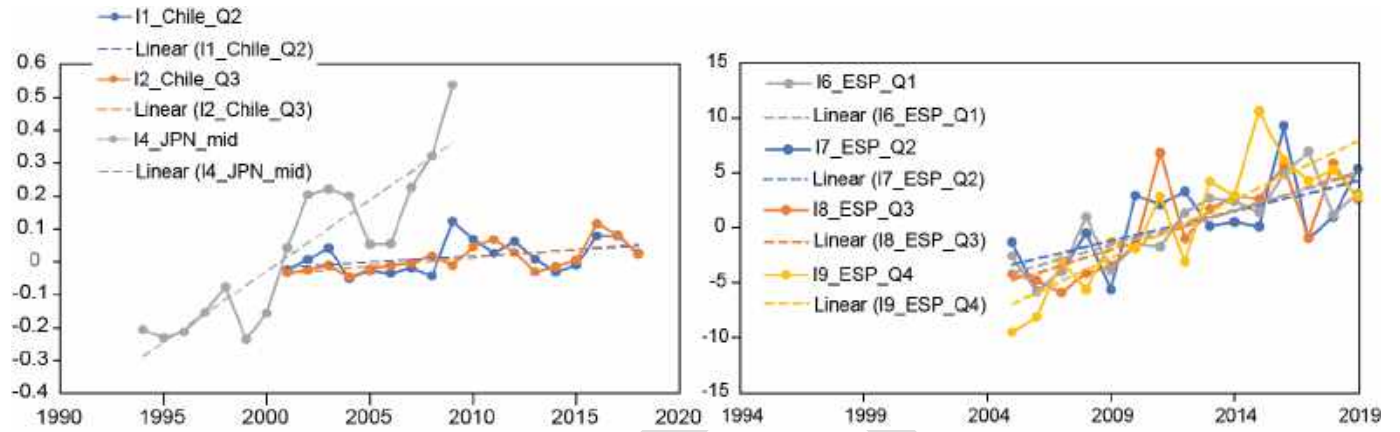 I1_Chile_Q2
Linear (I1_Chile_Q2)
I2_Chile_Q3
Linear (I2_Chile_Q3)
I4_JPN_mid
Linear (I4_JPN_mid)
0.6
0.5
0.4
0.3
0.2
0.1
0
-0.1
-0.2
-0.3
-0.4
1990 1995 2000 2005 2010 2015 2020
I6_ESP_Q1
Linear (I6_ESP_Q1)
I7_ESP_Q2
Linear (I7_ESP_Q2)
I8_ESP_Q3
Linear (I8_ESP_Q3)
I9_ESP_Q4
Linear (I9_ESP_Q4)
15
10
5
0
-5
-10
-15
1994 1999 2004 2009 2014 2019